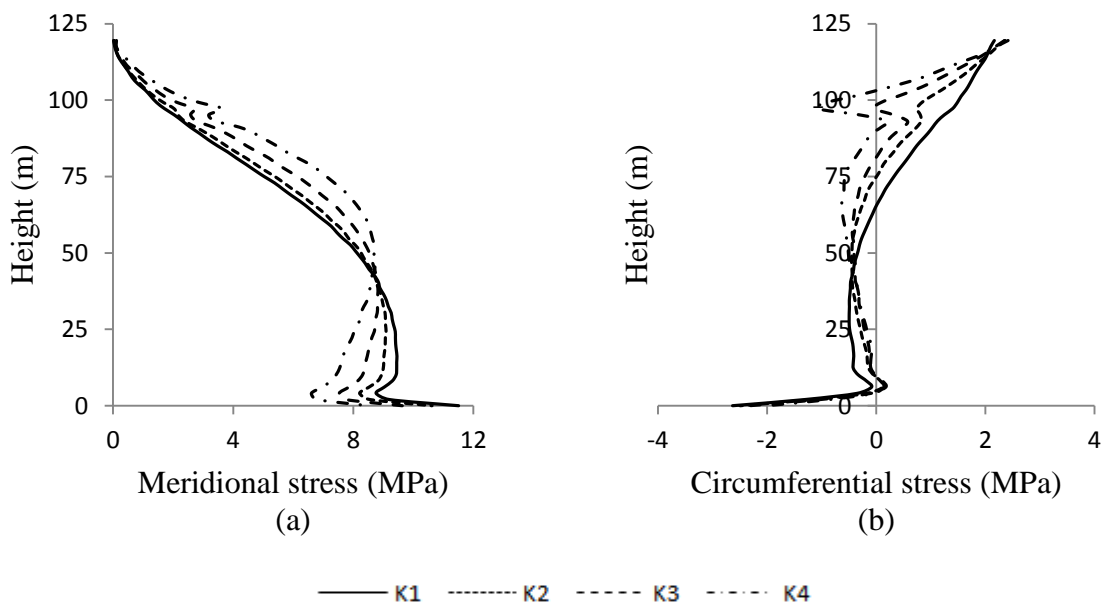 125
100
75
50
25
0
Height (m)
0 4 8 12
Meridional stress (MPa)
(a)
125
100
75
50
25
0
Height (m)
-4 -2 0 2 4
Circumferential stress (MPa)
(b)
K1 K2 K3 K4